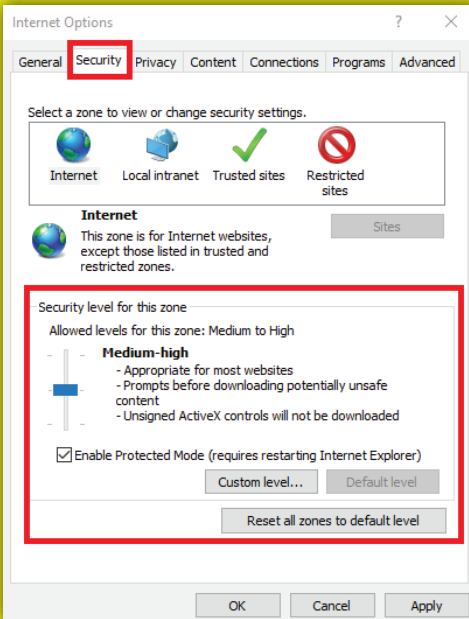 Internet Options
General Security Privacy Content Connections Programs Advanced
Select a zone to view or change security settings.
Internet Local intranet Trusted sites Restricted
sites
Internet
Sites
This zone is for Internet websites,
except those listed in trusted and
restricted zones.
Security level for this zone
Allowed levels for this zone: Medium to High
Medium-high
- Appropriate for most websites
- Prompts before downloading potentially unsafe
content
- Unsigned ActiveX controls will not be downloaded
Enable Protected Mode (requires restarting Internet Explorer)
Custom level... Default level
Reset all zones to default level
OK Cancel Apply